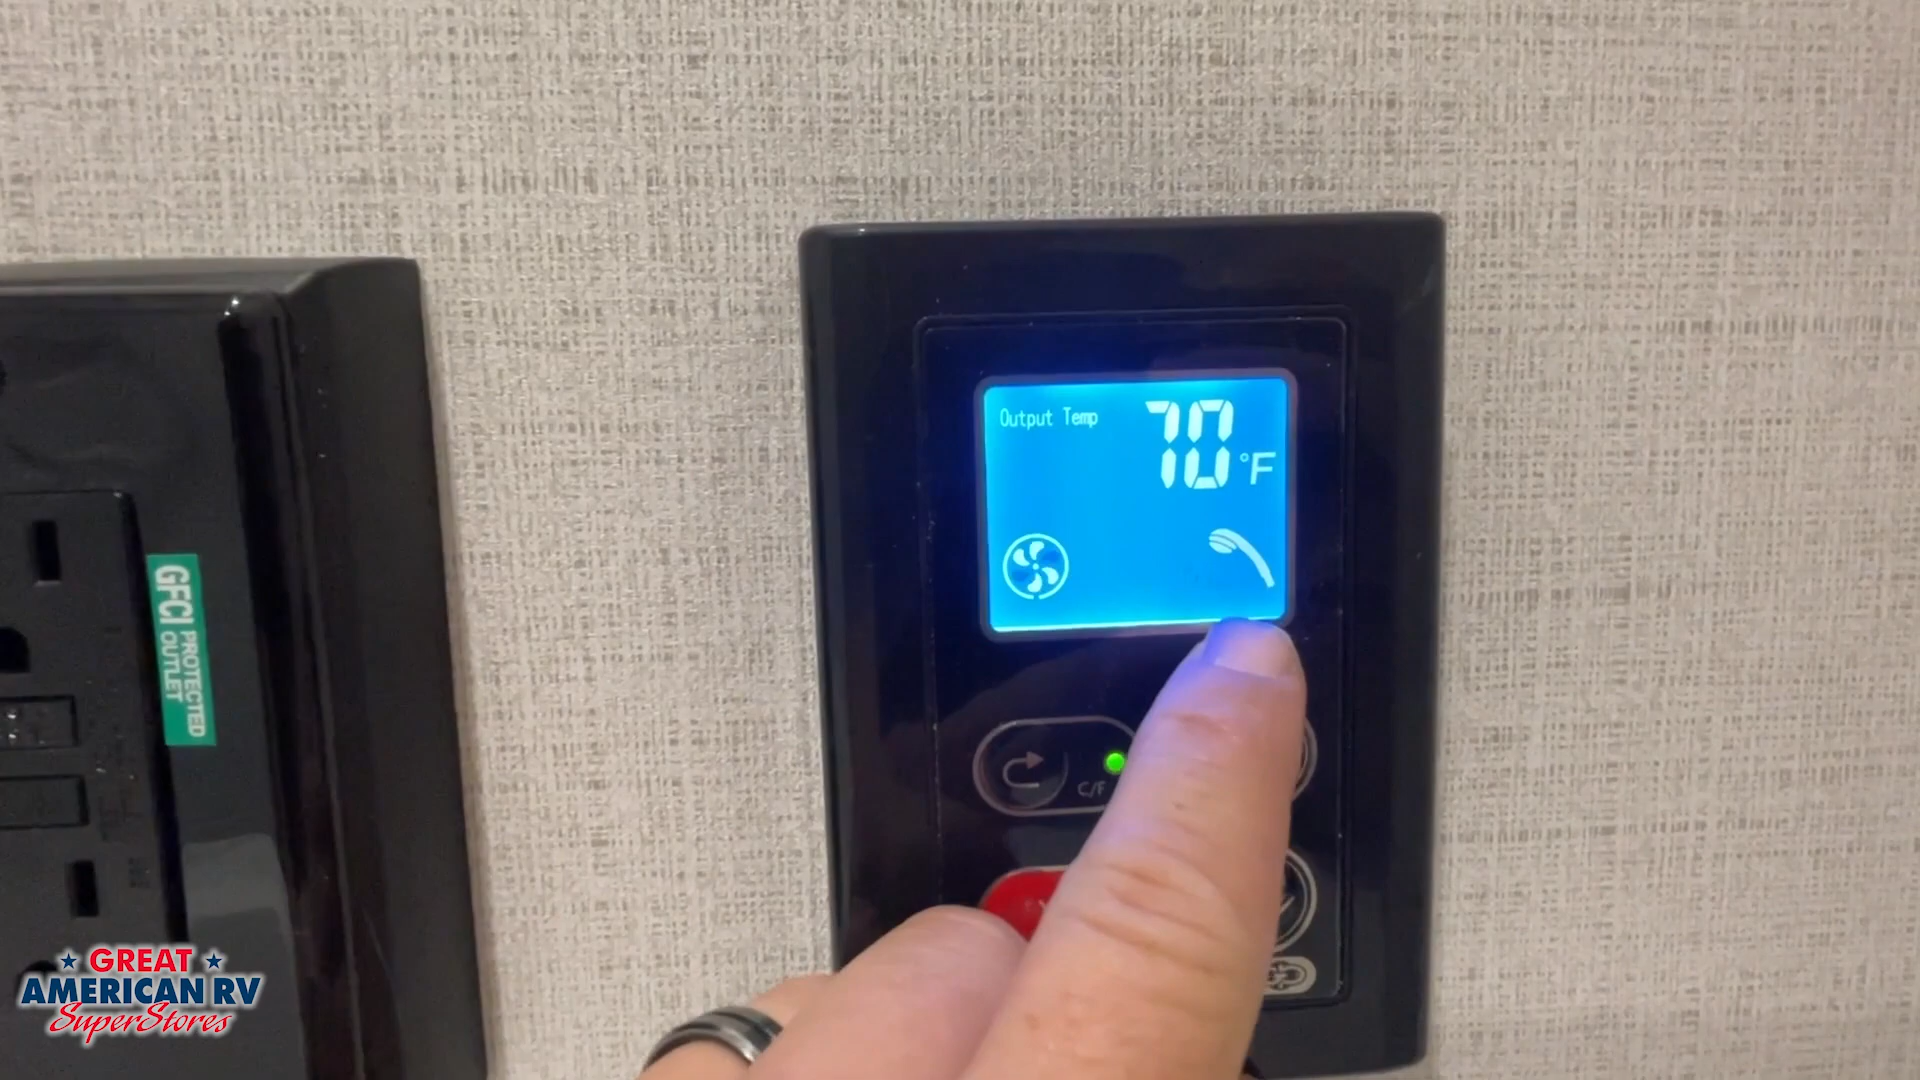 Output Temp
70 °F
C/F
GFCI PROTECTED
OUTLET
GREAT
AMERICAN RV
SuperStores